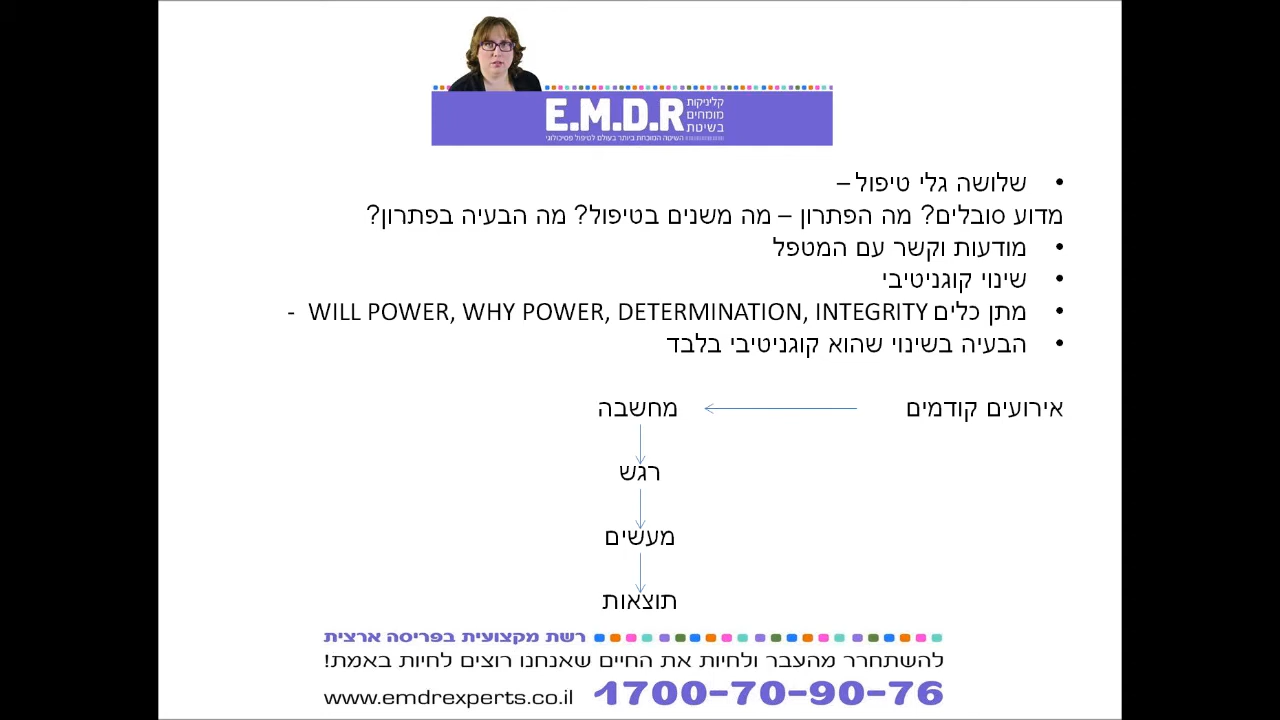 קליניקות
מומחים
בשיטת
E.M.D.R
השיטה המוכחת ביותר בעולם לטיפול פסיכולוגי
• שלושה גלי טיפול –
מדוע סובלים? מה הפתרון – מה משנים בטיפול? מה הבעיה בפתרון?
• מודעות וקשר עם המטפל
• שינוי קוגניטיבי
• מתן כלים WILL POWER, WHY POWER, DETERMINATION, INTEGRITY -
• הבעיה בשינוי שהוא קוגניטיבי בלבד
אירועים קודמים
מחשבה
רגש
מעשים
תוצאות
רשת מקצועית בפריסה ארצית
להשתחרר מהעבר ולחיות את החיים שאנחנו רוצים לחיות באמת!
1700-70-90-76 www.emdrexperts.co.il